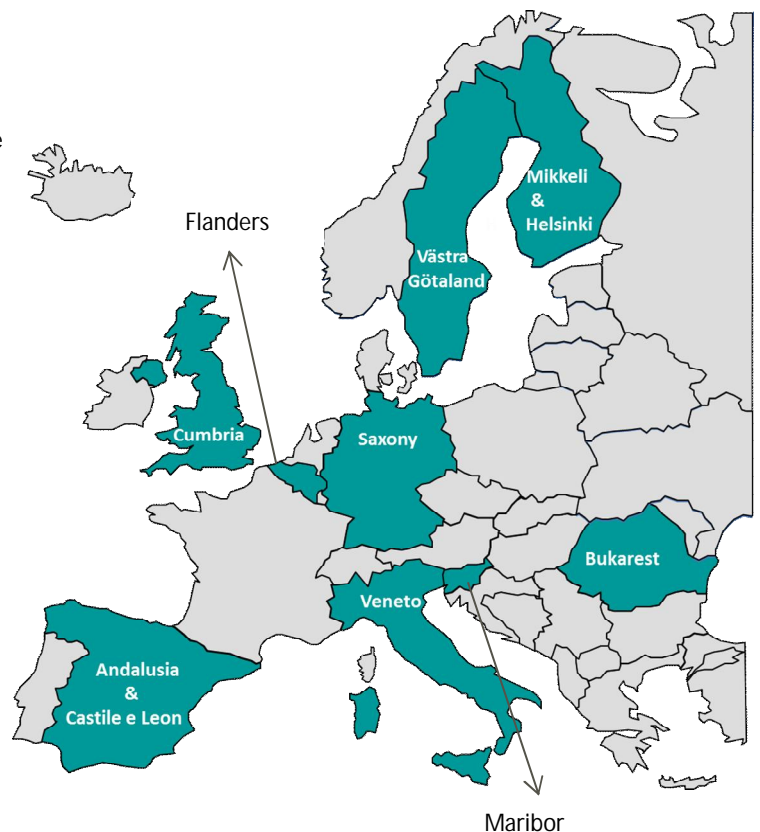 e
Mikkeli
&
Helsinki
Flanders
Västra
Götaland
Cumbria
Saxony
Bukarest
Veneto
Andalusia
&
Castile e Leon
Maribor